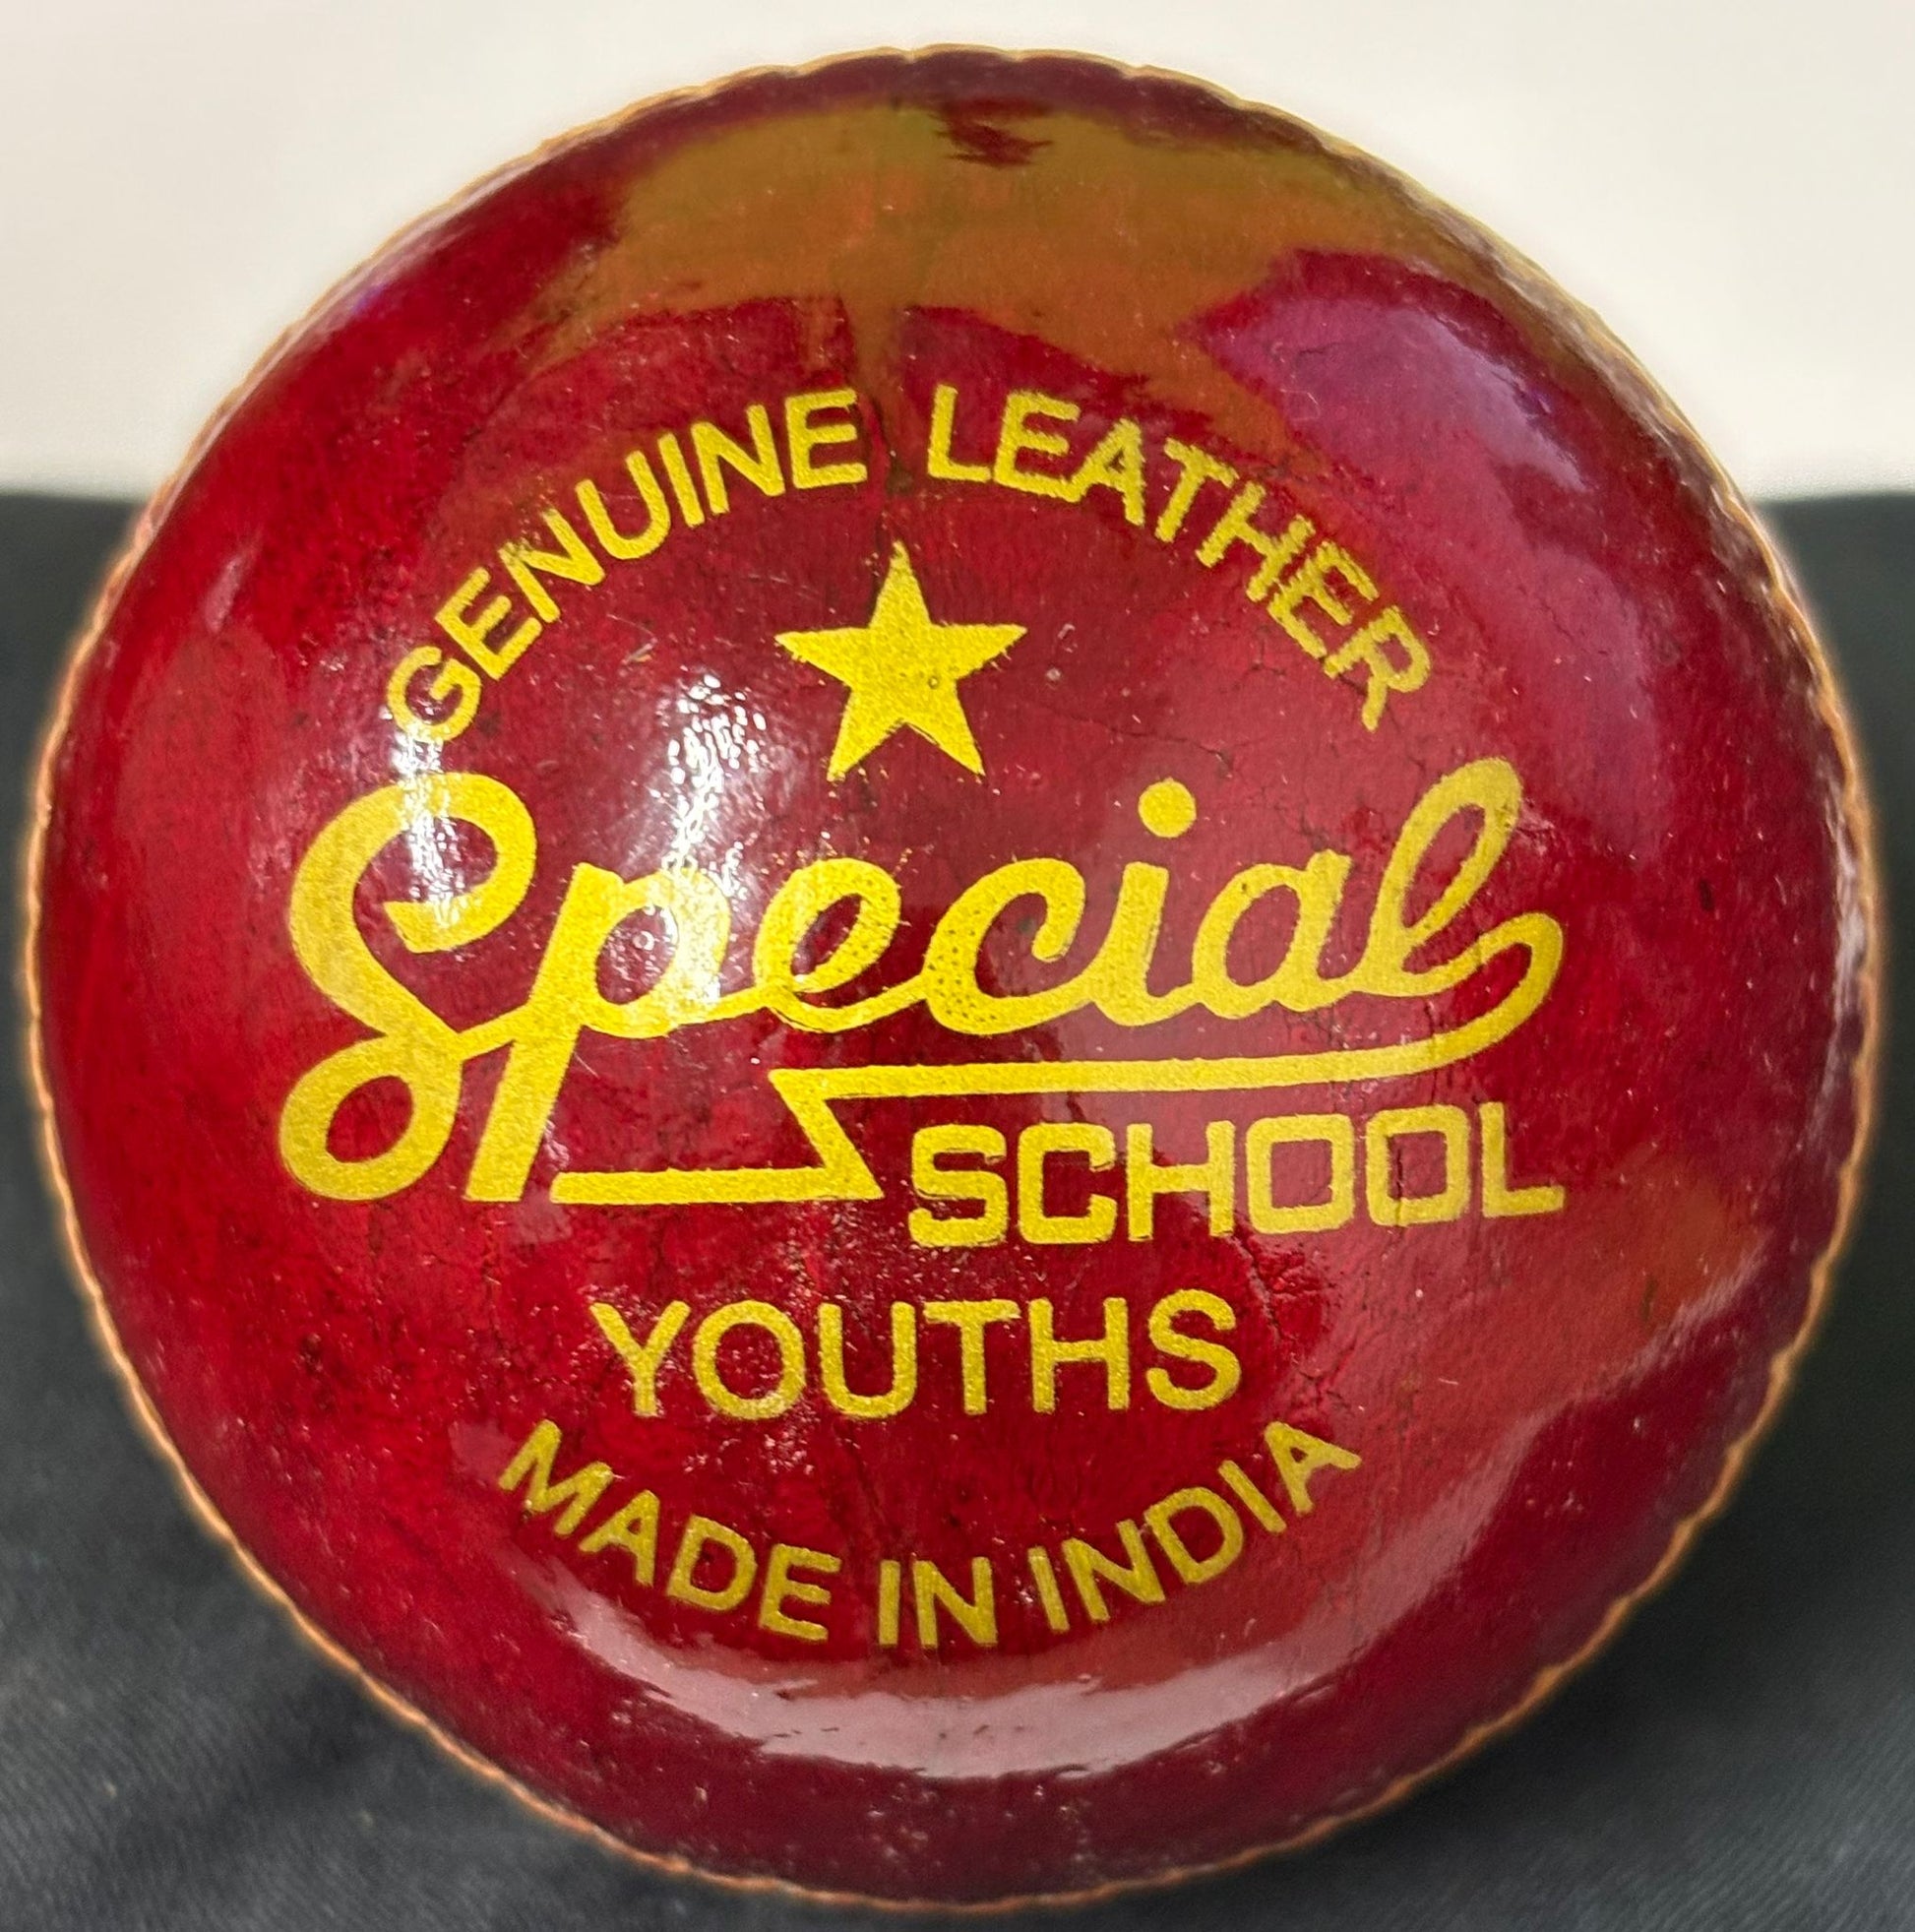 GENUINE LEATHER
Special
SCHOOL
YOUTHS
MADE IN INDIA